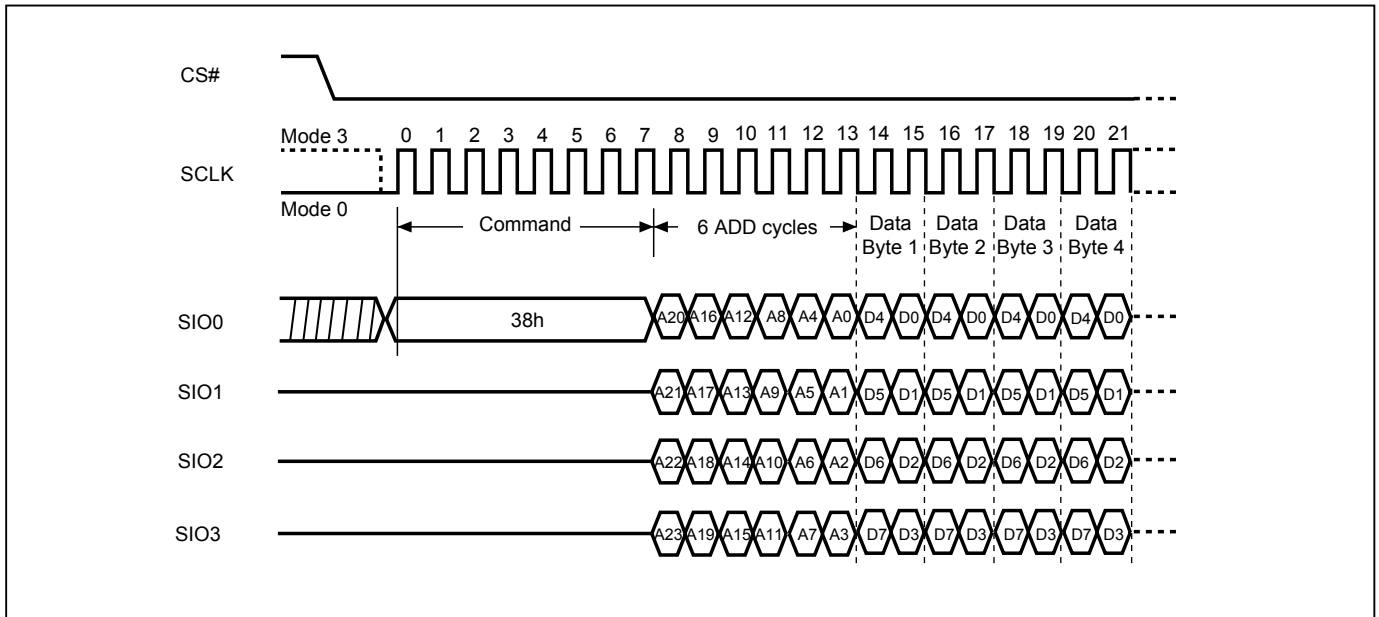 CS#
Mode 3
0 1 2 3 4 5 6 7 8 9 10 11 12 13 14 15 16 17 18 19 20 21
SCLK
Mode 0
Command
6 ADD cycles
Data Byte 1
Data Byte 2
Data Byte 3
Data Byte 4
SIO0 38h A20 A16 A12 A8 A4 A0 D4 D0 D4 D0 D4 D0 D4 D0
SIO1 A21 A17 A13 A9 A5 A1 D5 D1 D5 D1 D5 D1 D5 D1
SIO2 A22 A18 A14 A10 A6 A2 D6 D2 D6 D2 D6 D2 D6 D2
SIO3 A23 A19 A15 A11 A7 A3 D7 D3 D7 D3 D7 D3 D7 D3